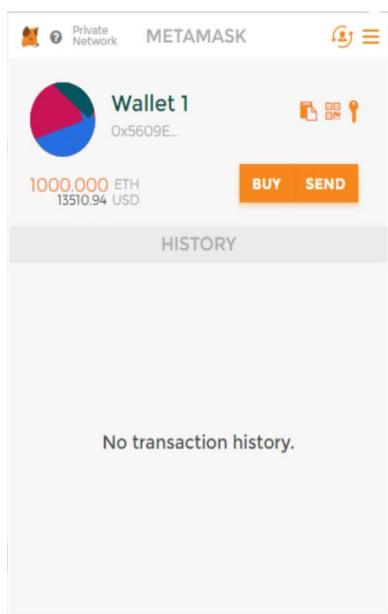 Private
Network
METAMASK
Wallet 1
0x5609E...
1000.000 ETH
13510.94 USD
BUY SEND
HISTORY
No transaction history.